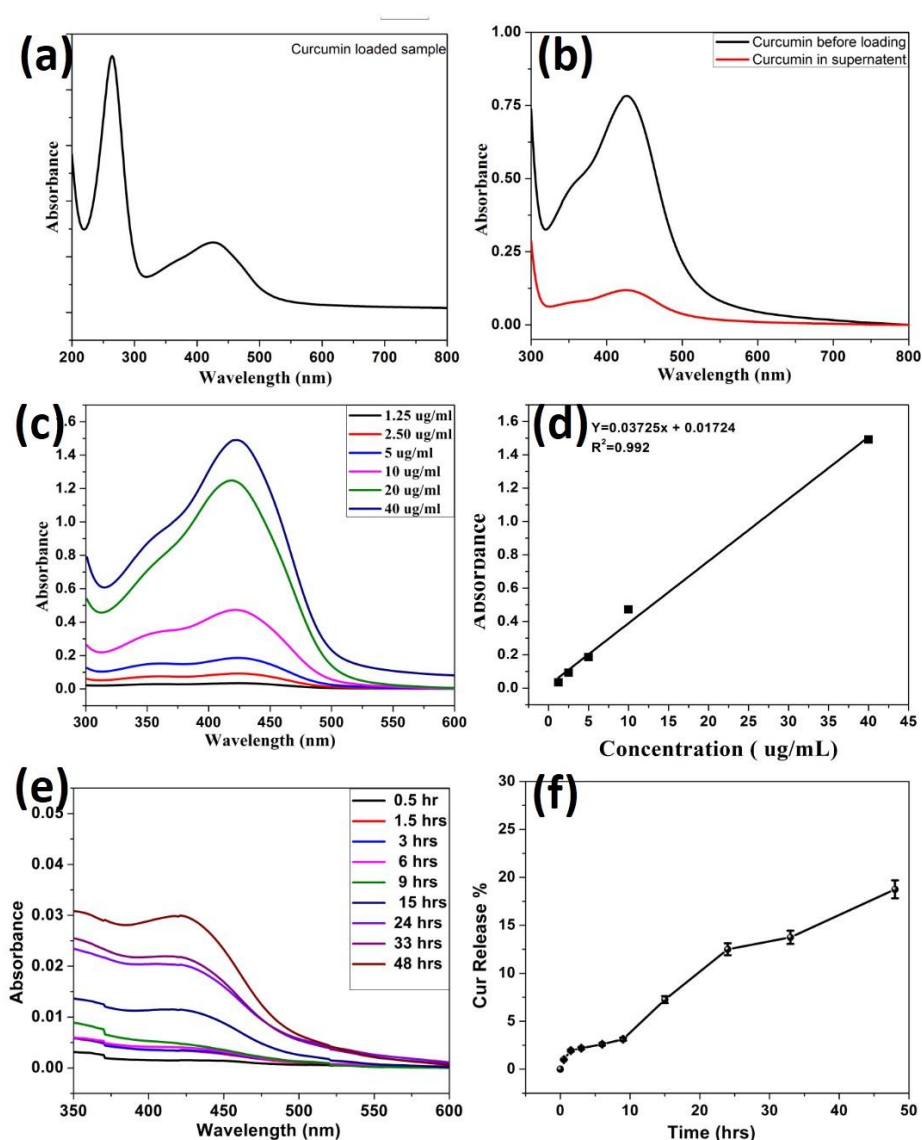 (a)
Curcumin loaded sample
Absorbance
200 300 400 500 600 700 800
Wavelength (nm)
(b)
Curcumin before loading
Curcumin in supernatent
1.00
0.75
0.50
0.25
0.00
Absorbance
300 400 500 600 700 800
Wavelength (nm)
(c)
1.25 ug/ml
2.50 ug/ml
5 ug/ml
10 ug/ml
20 ug/ml
40 ug/ml
1.6
1.4
1.2
1.0
0.8
0.6
0.4
0.2
0.0
Absorbance
300 350 400 450 500 550 600
Wavelength (nm)
(d)
Y=0.03725x + 0.01724
R²=0.992
1.6
1.4
1.2
1.0
0.8
0.6
0.4
0.2
0.0
Absorbance
0 5 10 15 20 25 30 35 40 45
Concentration ( ug/mL)
(e)
0.5 hr
1.5 hrs
3 hrs
6 hrs
9 hrs
15 hrs
24 hrs
33 hrs
48 hrs
0.05
0.04
0.03
0.02
0.01
0.00
Absorbance
350 400 450 500 550 600
Wavelength (nm)
(f)
30
25
20
15
10
5
0
Cur Release %
0 10 20 30 40 50
Time (hrs)